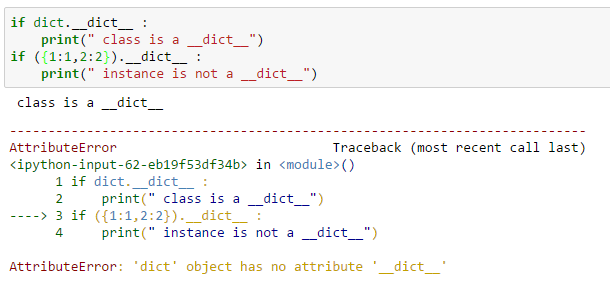 if dict.__dict__ :
    print(" class is a __dict__")
if ({1:1,2:2}).__dict__ :
    print(" instance is not a __dict__")
 class is a __dict__
---------------------------------------------------------------------------
AttributeError                            Traceback (most recent call last)
<ipython-input-62-eb19f53df34b> in <module>()
      1 if dict.__dict__ :
      2     print(" class is a __dict__")
----> 3 if ({1:1,2:2}).__dict__ :
      4     print(" instance is not a __dict__")
AttributeError: 'dict' object has no attribute '__dict__'